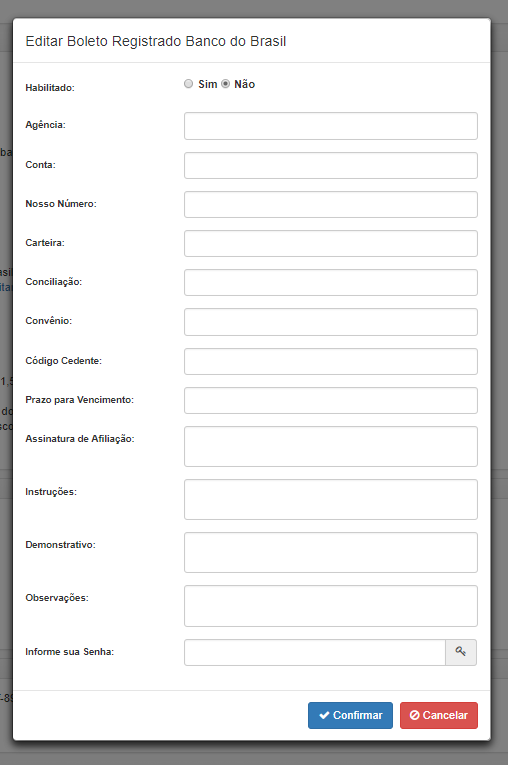 Editar Boleto Registrado Banco do Brasil
Habilitado: Sim Não
Agência:
Conta:
Nosso Número:
Carteira:
Conciliação:
Convênio:
Código Cedente:
Prazo para Vencimento:
Assinatura de Afiliação:
Instruções:
Demonstrativo:
Observações:
Informe sua Senha:
Confirmar Cancelar